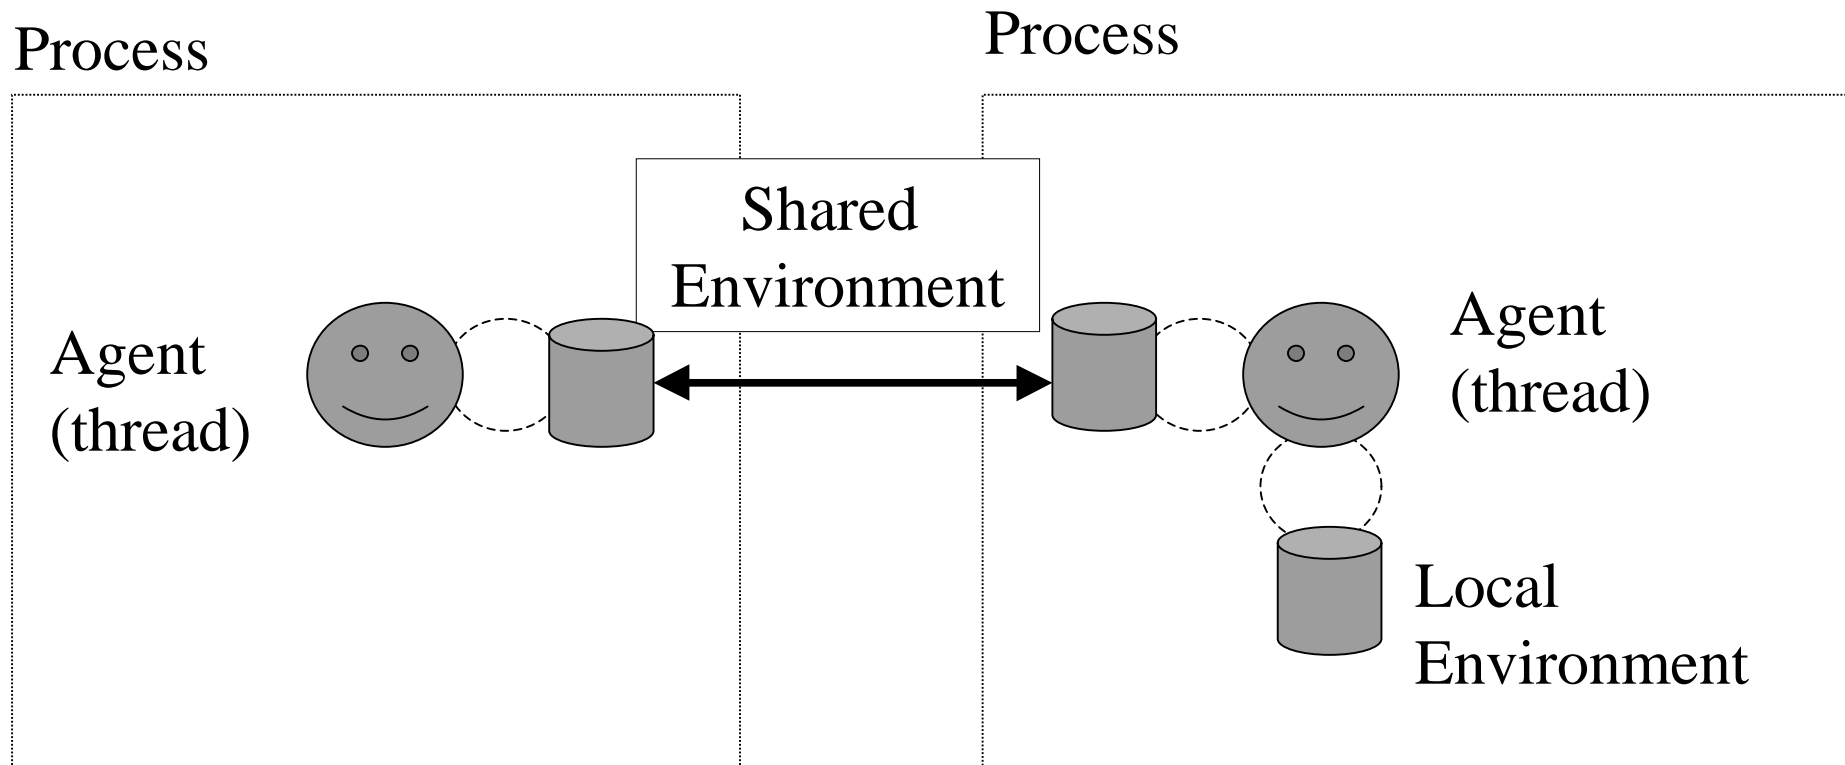 Process
Process
Shared
Environment
Agent
(thread)
Agent
(thread)
Local
Environment